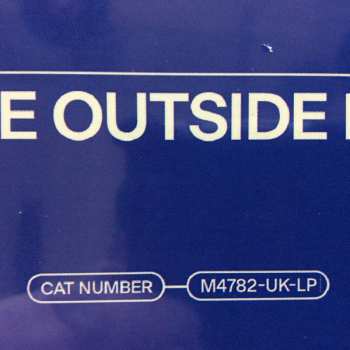 E OUTSIDE
CAT NUMBER M4782-UK-LP